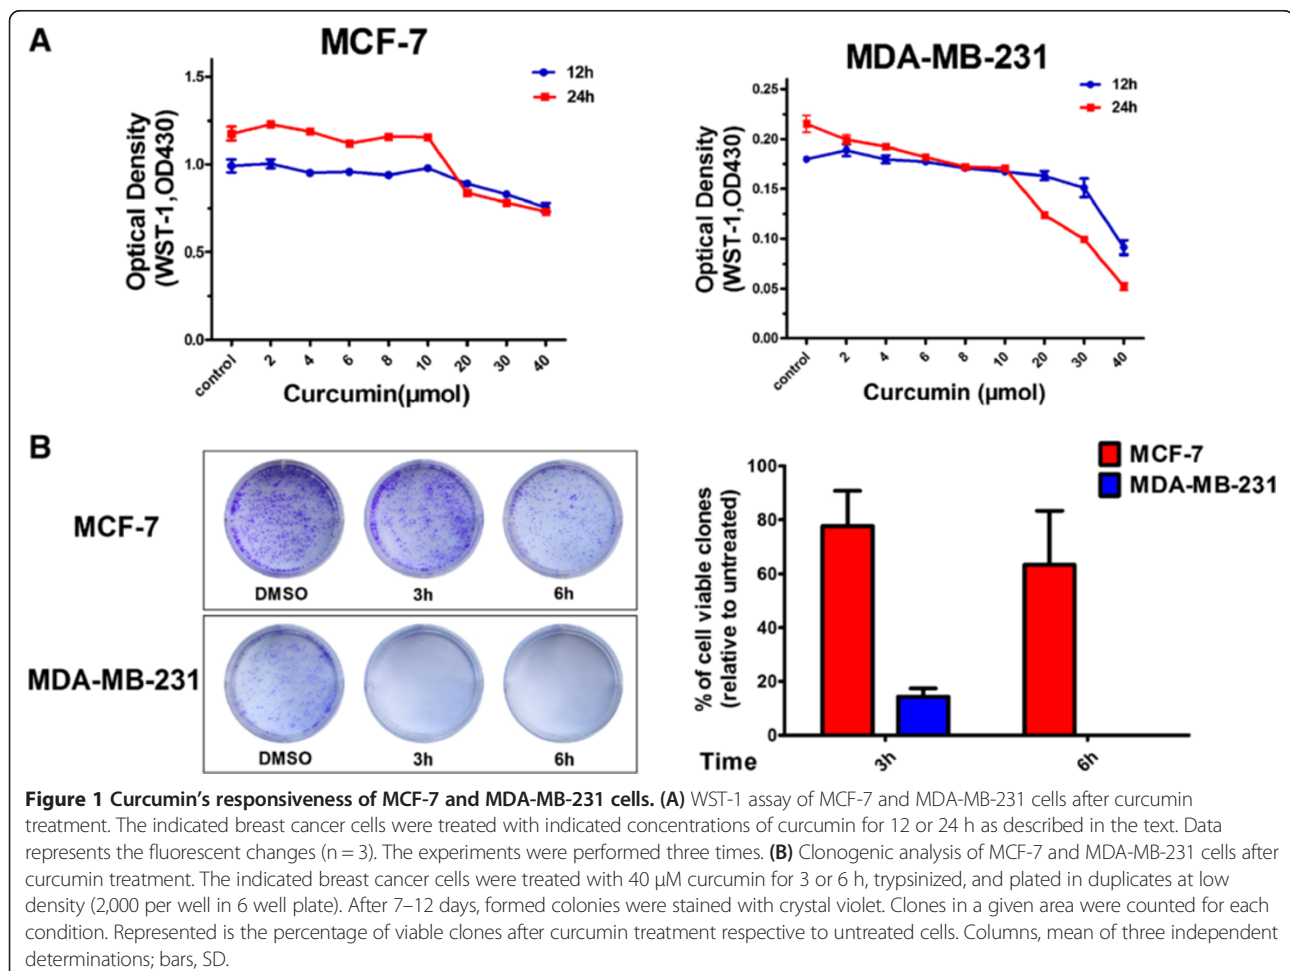 A
MCF-7
12h
24h
Optical Density
(WST-1,OD430)
1.5
1.0
0.5
0.0
control
2
4
6
8
10
20
30
40
Curcumin(µmol)
MDA-MB-231
12h
24h
Optical Density
(WST-1,OD430)
0.25
0.20
0.15
0.10
0.05
0.00
control
2
4
6
8
10
20
30
40
Curcumin (µmol)
B
MCF-7
DMSO
3h
6h
MDA-MB-231
DMSO
3h
6h
MCF-7
MDA-MB-231
% of cell viable clones
(relative to untreated)
100
80
60
40
20
0
Time
3h
6h
Figure 1 Curcumin's responsiveness of MCF-7 and MDA-MB-231 cells. (A) WST-1 assay of MCF-7 and MDA-MB-231 cells after curcumin
treatment. The indicated breast cancer cells were treated with indicated concentrations of curcumin for 12 or 24 h as described in the text. Data
represents the fluorescent changes (n = 3). The experiments were performed three times. (B) Clonogenic analysis of MCF-7 and MDA-MB-231 cells after
curcumin treatment. The indicated breast cancer cells were treated with 40 μM curcumin for 3 or 6 h, trypsinized, and plated in duplicates at low
density (2,000 per well in 6 well plate). After 7–12 days, formed colonies were stained with crystal violet. Clones in a given area were counted for each
condition. Represented is the percentage of viable clones after curcumin treatment respective to untreated cells. Columns, mean of three independent
determinations; bars, SD.